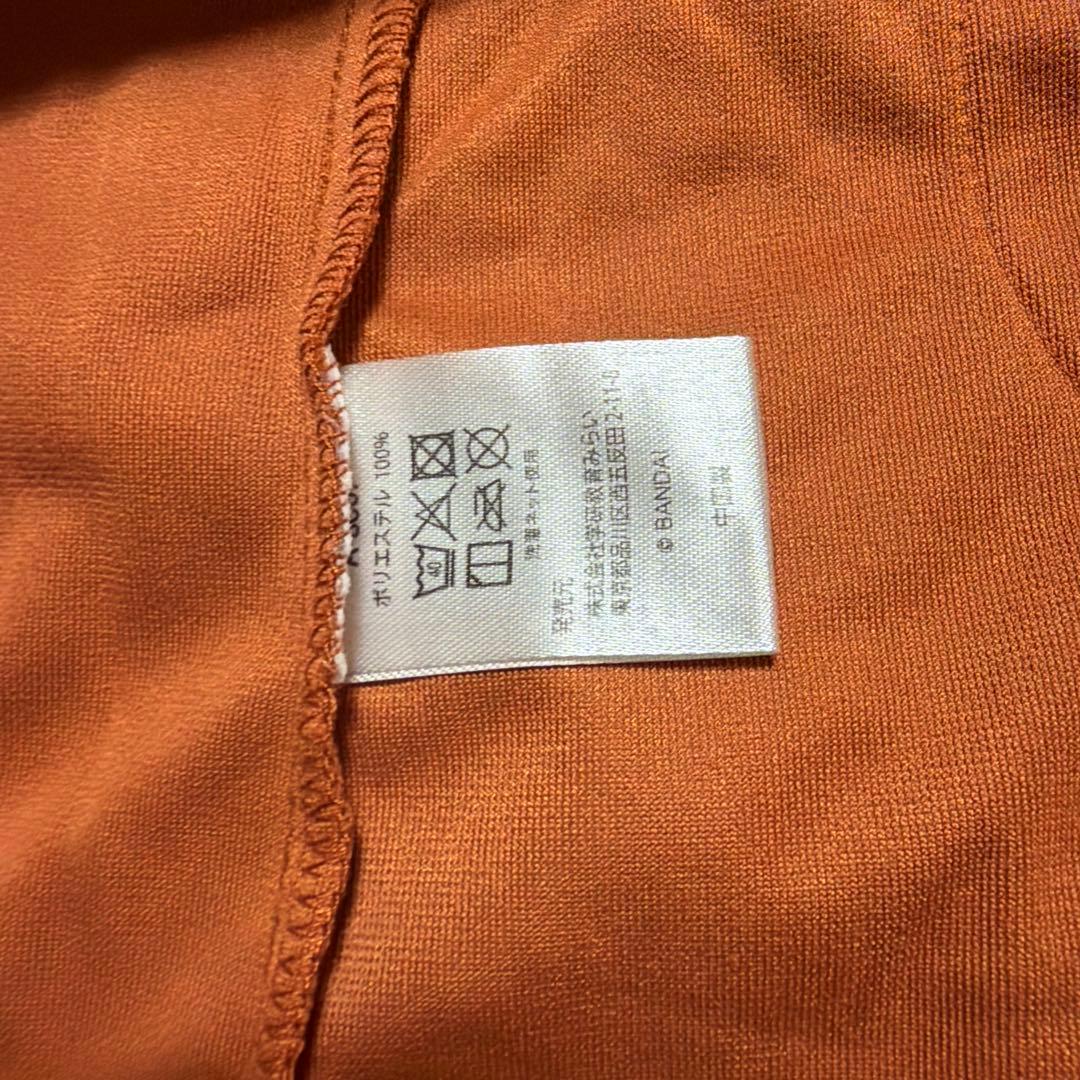 ポリエステル 100%
40
洗濯ネット使用
発売元
株式会社学研教育みらい
東京都品川区西五反田2-11-8
© BANDAI
中国製